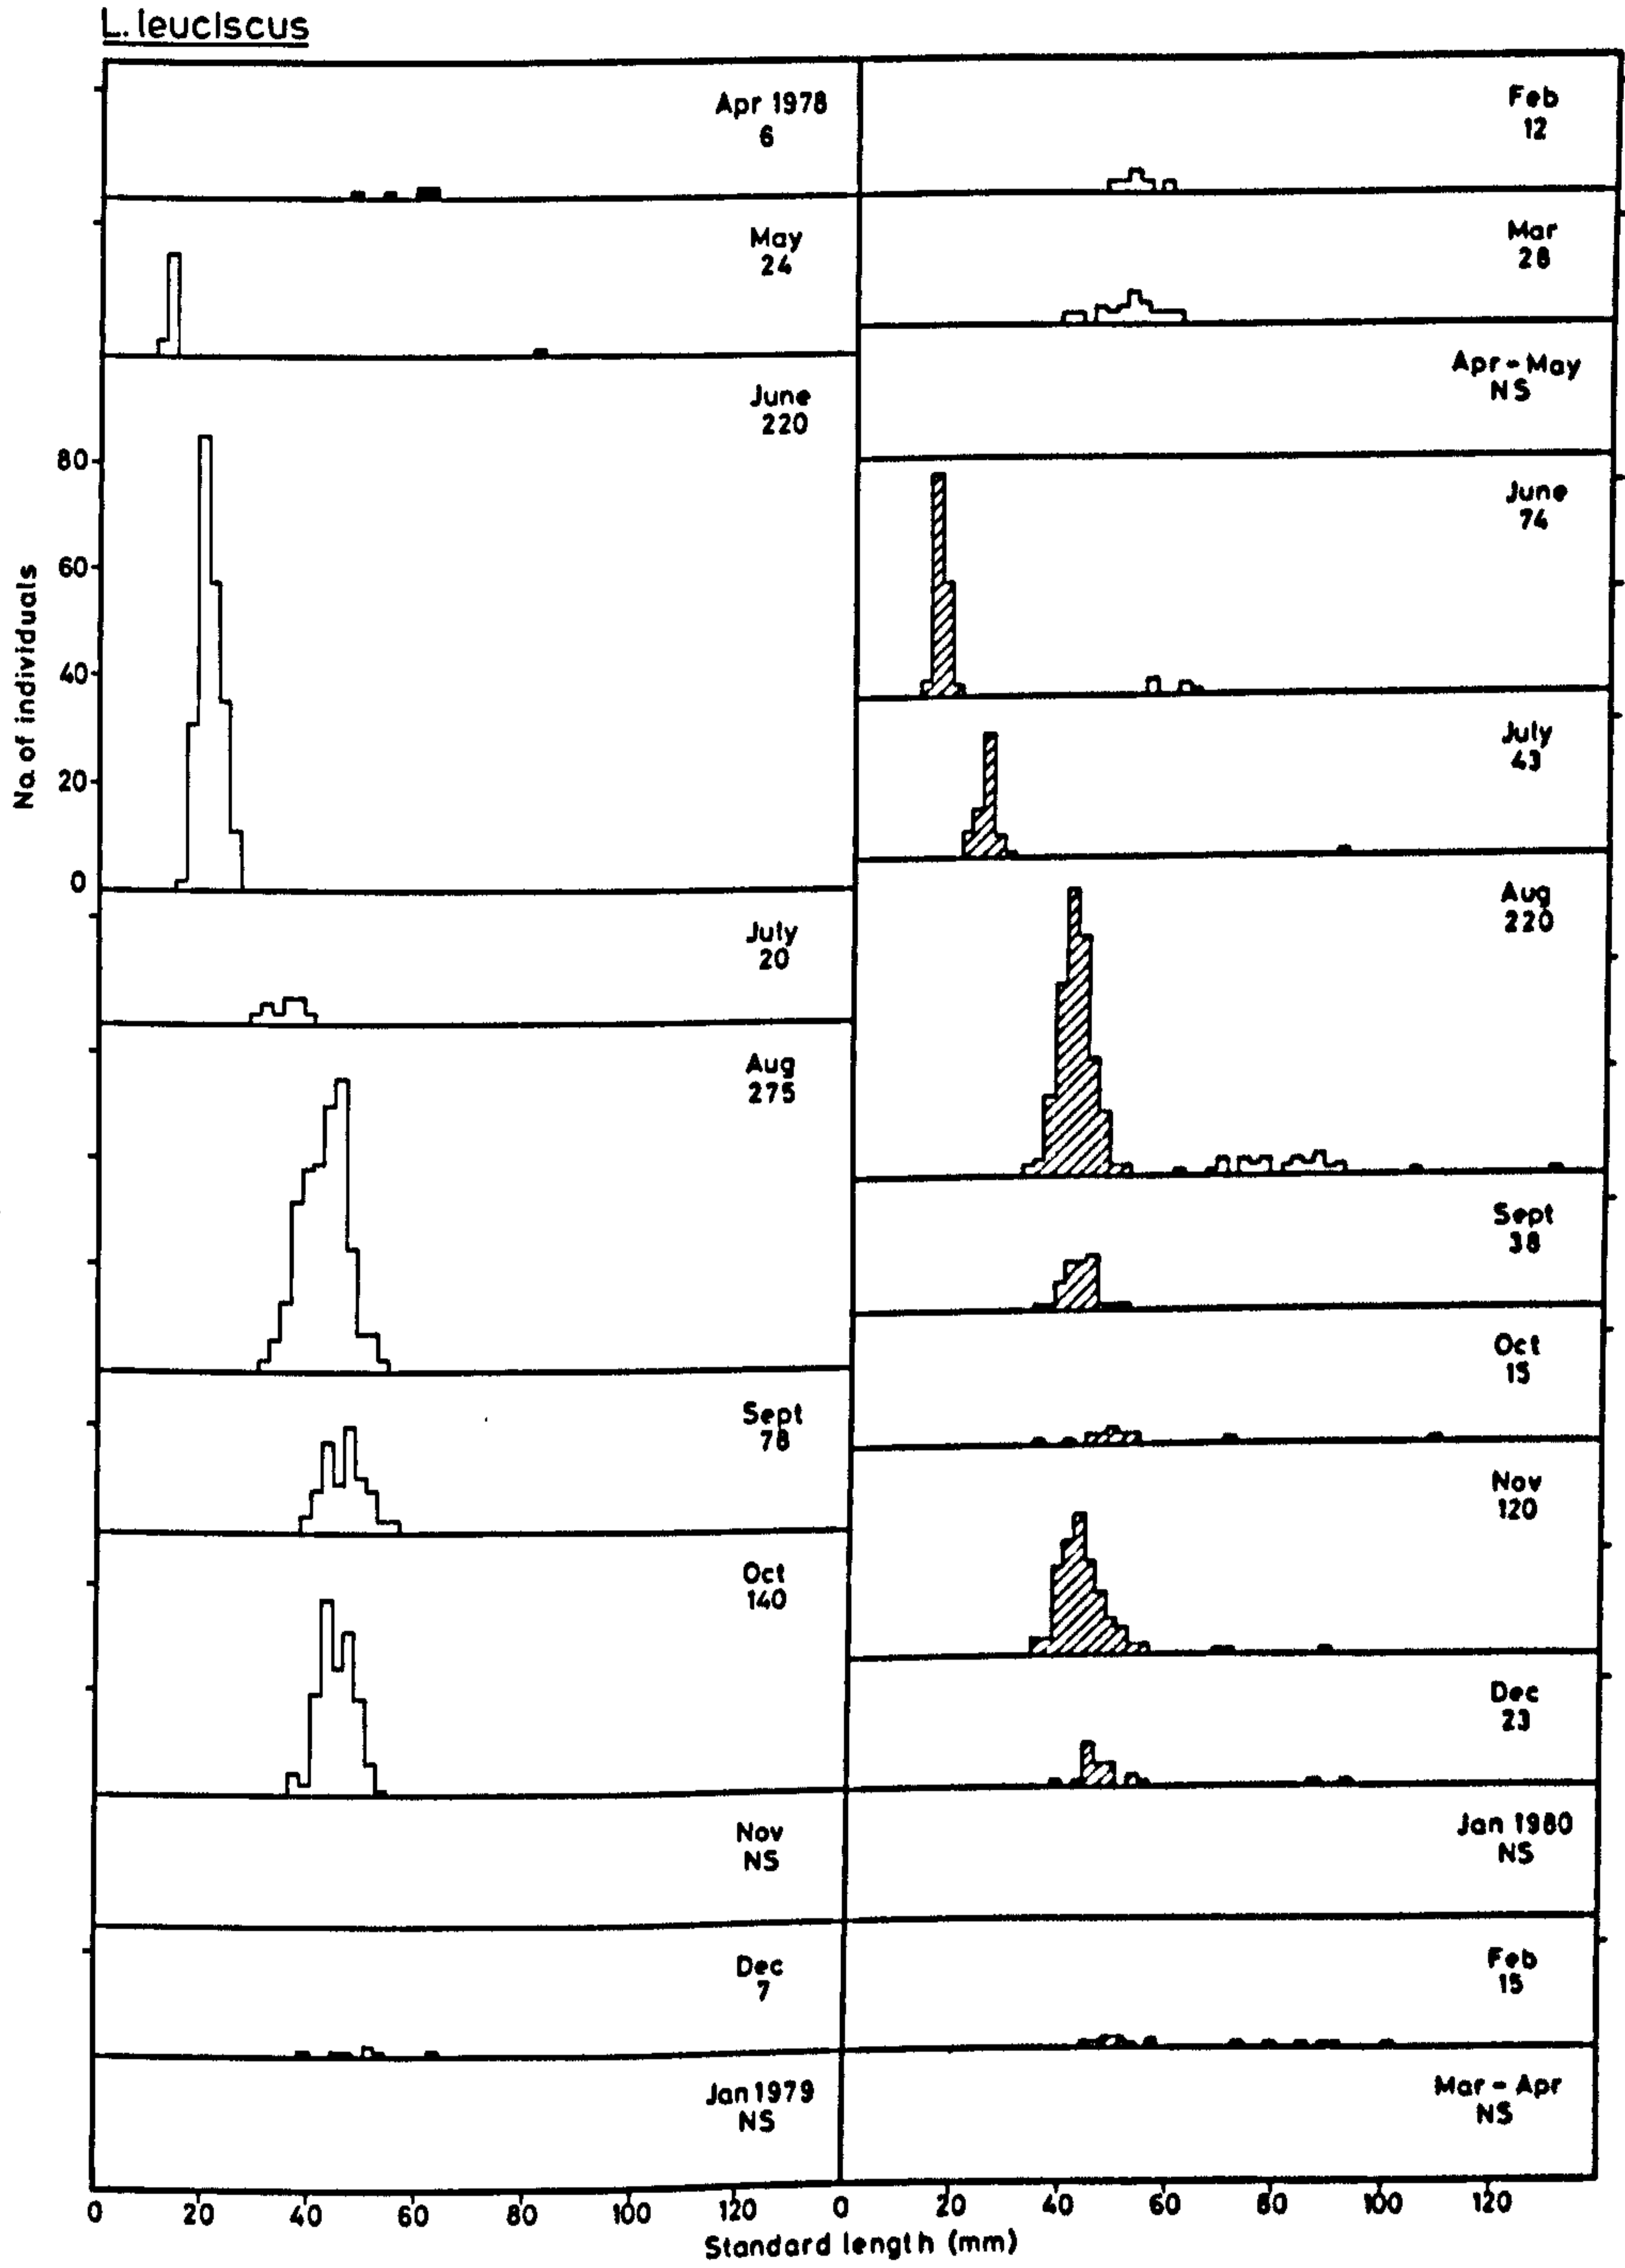 L. leuciscus
Apr 1978
6
May
24
June
220
80
60
40
20
0
No. of individuals
July
20
Aug
275
Sept
78
Oct
140
Nov
NS
Dec
7
Jan 1979
NS
Feb
12
Mar
28
Apr - May
NS
June
74
July
43
Aug
220
Sept
38
Oct
15
Nov
120
Dec
23
Jan 1980
NS
Feb
15
Mar - Apr
NS
0 20 40 60 80 100 120 0 20 40 60 80 100 120
Standard length (mm)